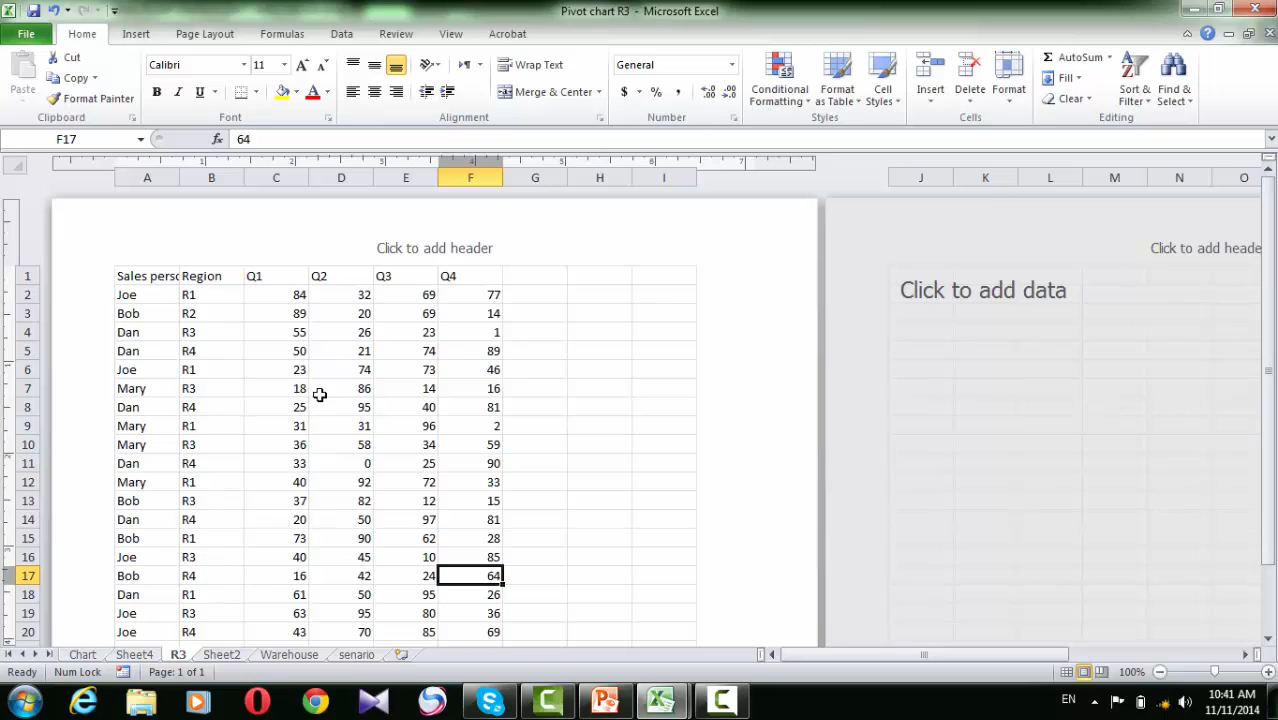 Pivot chart R3 - Microsoft Excel
File Home Insert Page Layout Formulas Data Review View Acrobat
Paste Cut Copy Format Painter
Calibri 11 A A B I U A
Wrap Text Merge & Center
General $ % ,
Conditional Formatting Format as Table Cell Styles
Insert Delete Format
Σ AutoSum Fill Clear Sort & Filter Find & Select
Clipboard Font Alignment Number Styles Cells Editing
F17 fx 64
1 2 3 4 5 6 7
A B C D E F G H I J K L M N O
Click to add header Click to add heade
1 Sales perso Region Q1 Q2 Q3 Q4
Click to add data
2 Joe R1 84 32 69 77
3 Bob R2 89 20 69 14
4 Dan R3 55 26 23 1
5 Dan R4 50 21 74 89
6 Joe R1 23 74 73 46
7 Mary R3 18 86 14 16
8 Dan R4 25 95 40 81
9 Mary R1 31 31 96 2
10 Mary R3 36 58 34 59
11 Dan R4 33 0 25 90
12 Mary R1 40 92 72 33
13 Bob R3 37 82 12 15
14 Dan R4 20 50 97 81
15 Bob R1 73 90 62 28
16 Joe R3 40 45 10 85
17 Bob R4 16 42 24 64
18 Dan R1 61 50 95 26
19 Joe R3 63 95 80 36
20 Joe R4 43 70 85 69
Chart Sheet4 R3 Sheet2 Warehouse senario
Ready Num Lock Page: 1 of 1 100%
EN 10:41 AM
11/11/2014